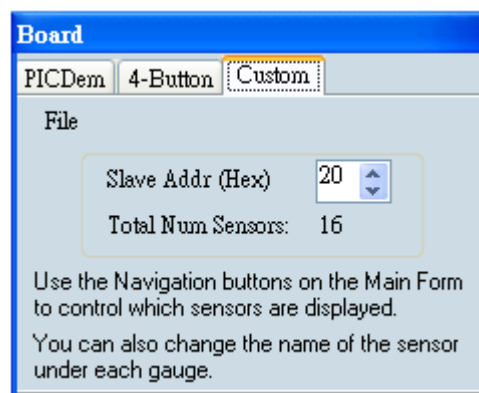 Board
PICDem 4-Button Custom
File
Slave Addr (Hex) 20
Total Num Sensors: 16
Use the Navigation buttons on the Main Form
to control which sensors are displayed.
You can also change the name of the sensor
under each gauge.